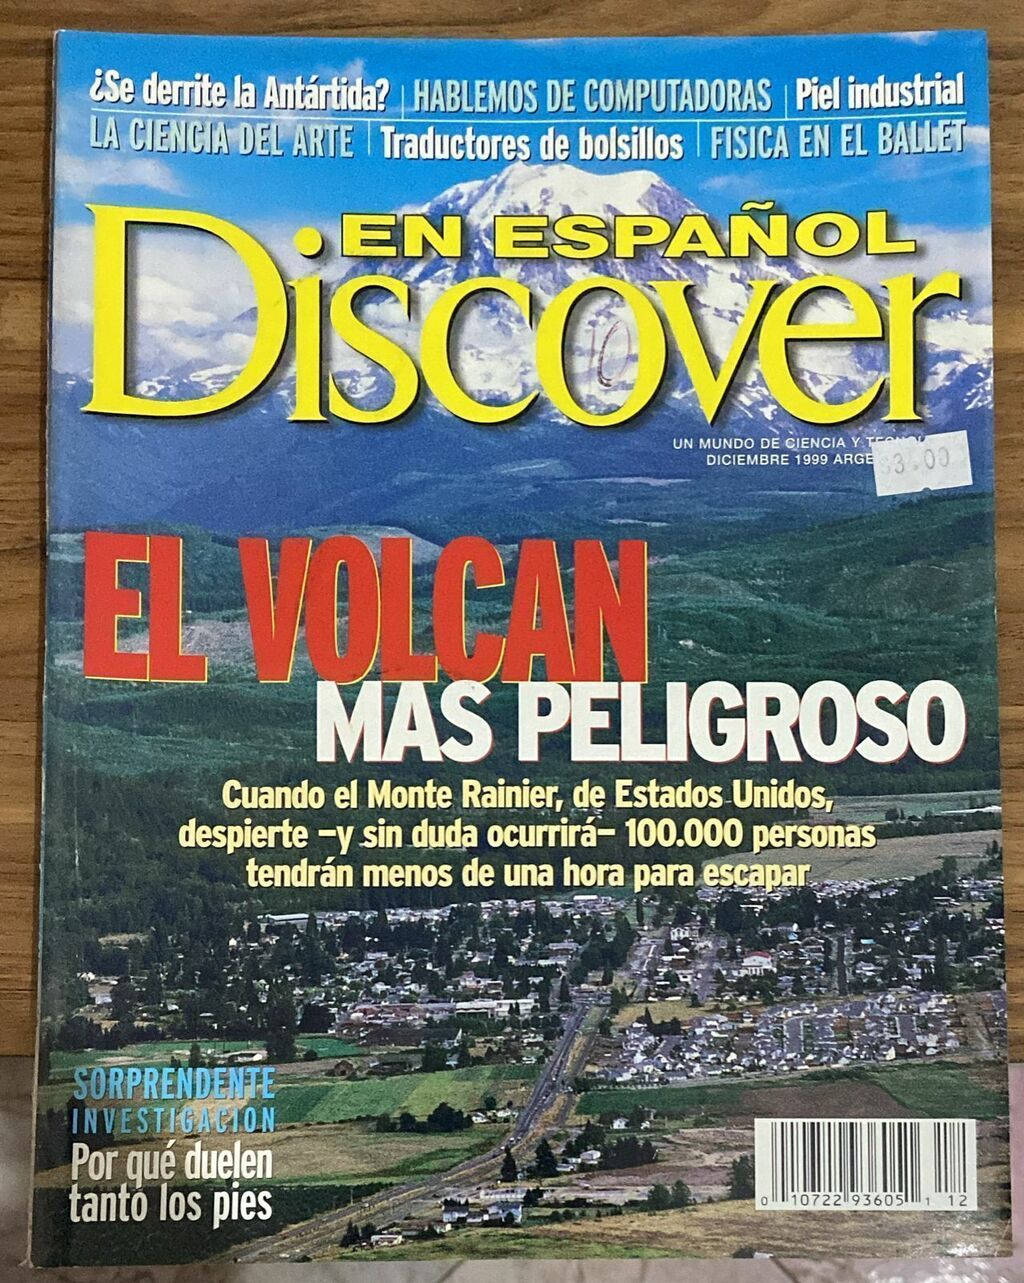 ¿Se derrite la Antártida? | HABLEMOS DE COMPUTADORAS | Piel industrial
LA CIENCIA DEL ARTE | Traductores de bolsillos | FISICA EN EL BALLET
EN ESPAÑOL
Discover
10
UN MUNDO DE CIENCIA Y
DICIEMBRE 1999
$3.00
EL VOLCAN
MAS PELIGROSO
Cuando el Monte Rainier, de Estados Unidos,
despierte –y sin duda ocurrirá– 100.000 personas
tendrán menos de una hora para escapar
SORPRENDENTE
INVESTIGACION
Por qué duelen
tanto los pies
0 10722 93605 1 12